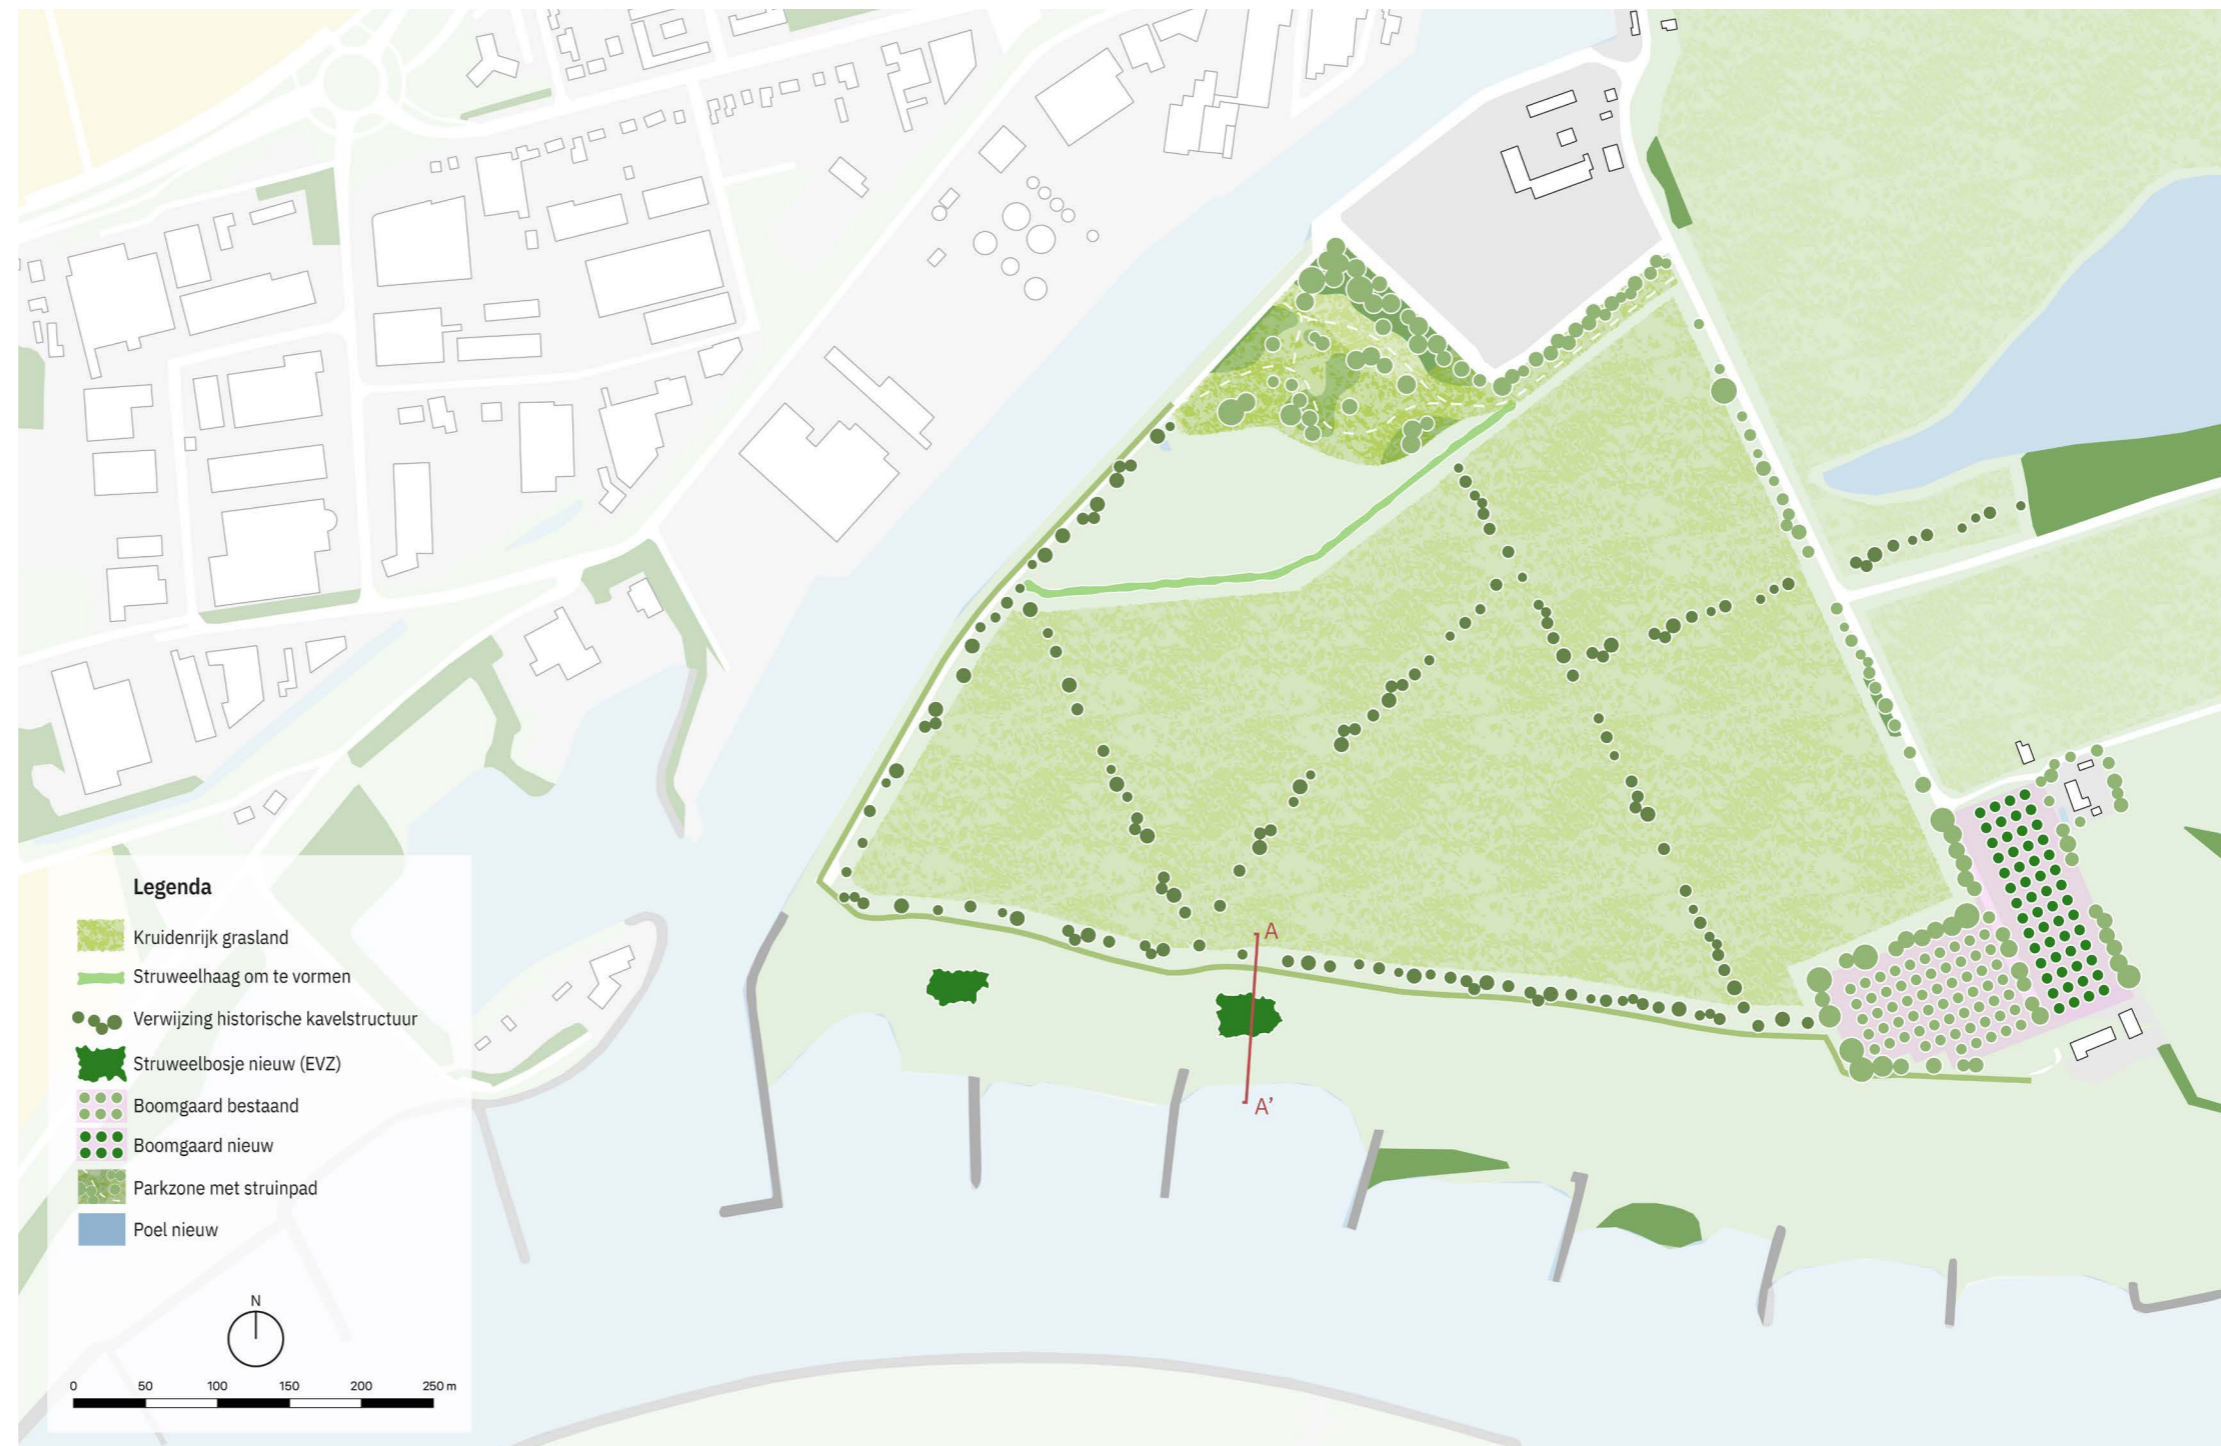 A
A’
Legenda
Kruidenrijk grasland
Struweelhaag om te vormen
Verwijzing historische kavelstructuur
Struweelbosje nieuw (EVZ)
Boomgaard bestaand
Boomgaard nieuw
Parkzone met struinpad
Poel nieuw
N
0 50 100 150 200 250 m